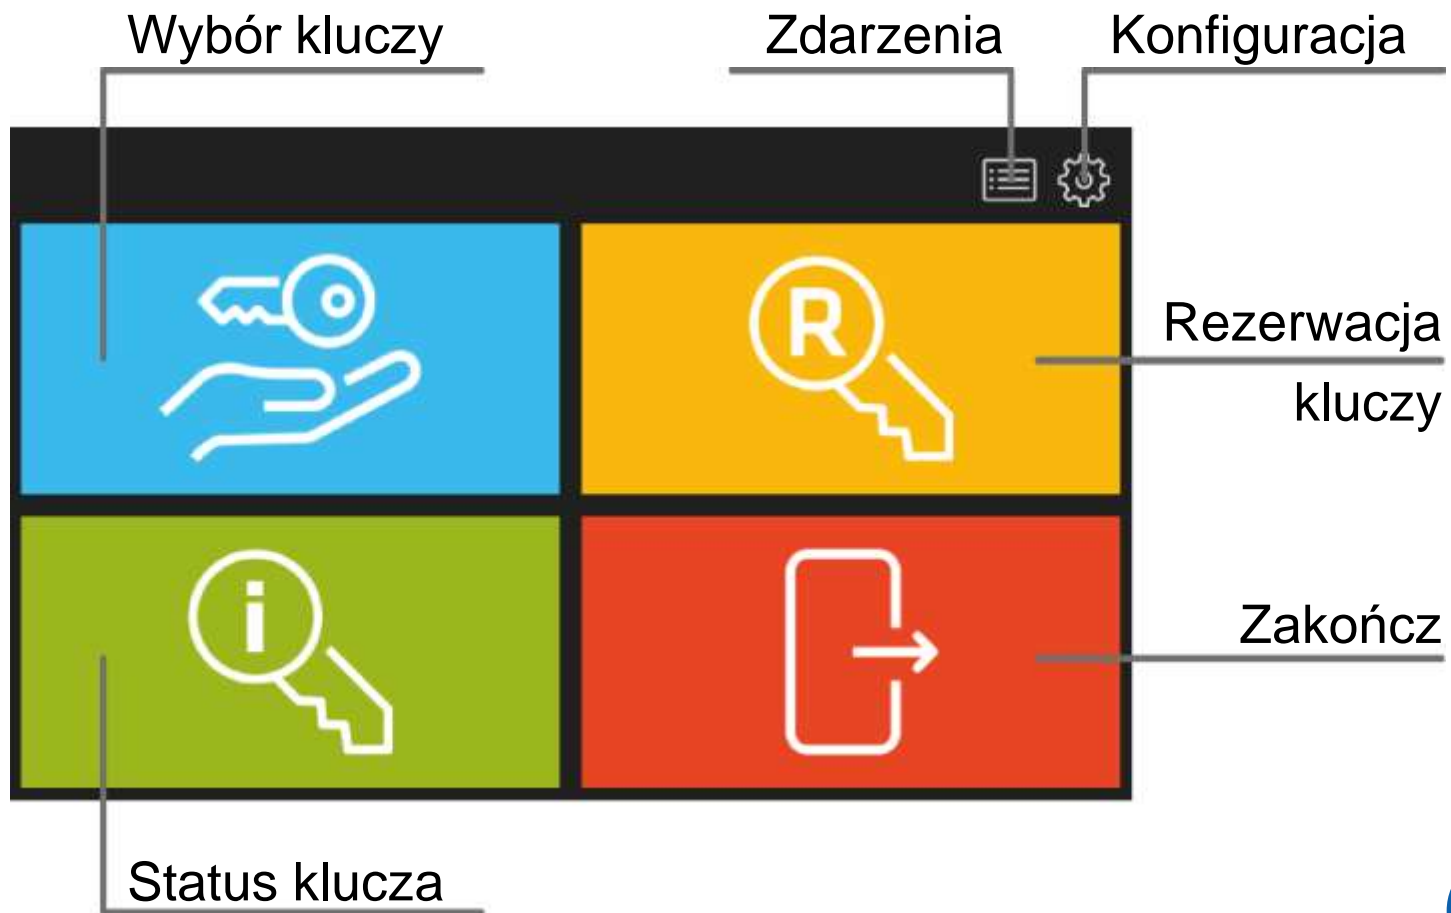 Wybór kluczy
Zdarzenia
Konfiguracja
R
Rezerwacja
kluczy
i
Zakończ
Status klucza